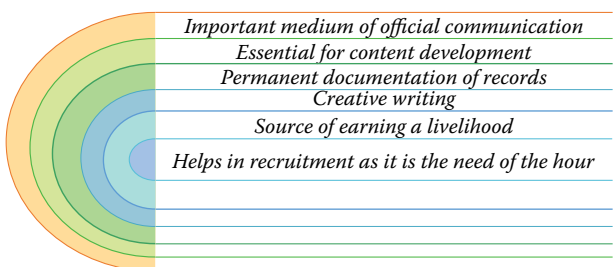 Important medium of official communication
Essential for content development
Permanent documentation of records
Creative writing
Source of earning a livelihood
Helps in recruitment as it is the need of the hour